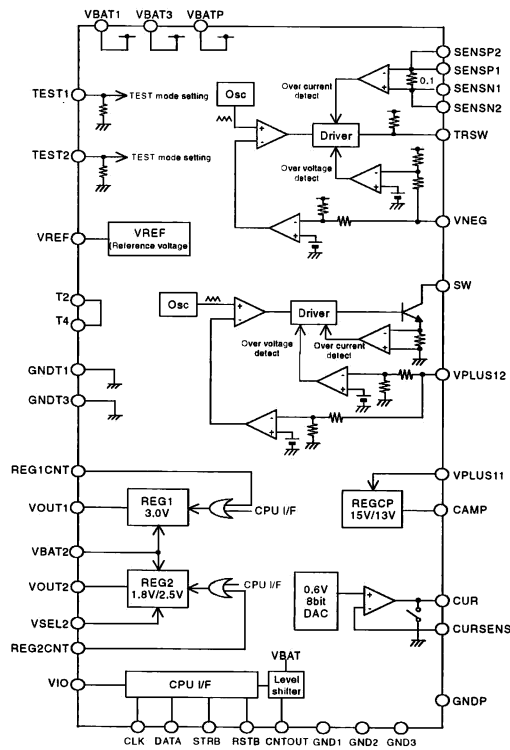 VBAT1 VBAT3 VBATP
SENSP2
SENSP1
0.1
SENSN1
SENSN2
Over current
detect
TEST1
TEST mode setting
Osc
Driver
TRSW
TEST2
TEST mode setting
Over voltage
detect
VREF
VREF
(Reference voltage
VNEG
T2
T4
SW
Osc
Driver
Over voltage
detect
Over current
detect
GNDT1
GNDT3
VPLUS12
REG1CNT
VOUT1
REG1
3.0V
CPU I/F
VPLUS11
REGCP
15V/13V
CAMP
VBAT2
VOUT2
REG2
1.8V/2.5V
CPU I/F
VSEL2
REG2CNT
0.6V
8bit
DAC
CUR
CURSENS
VIO
CPU I/F
VBAT
Level
shifter
GNDP
CLK DATA STRB RSTB CNTOUT GND1 GND2 GND3